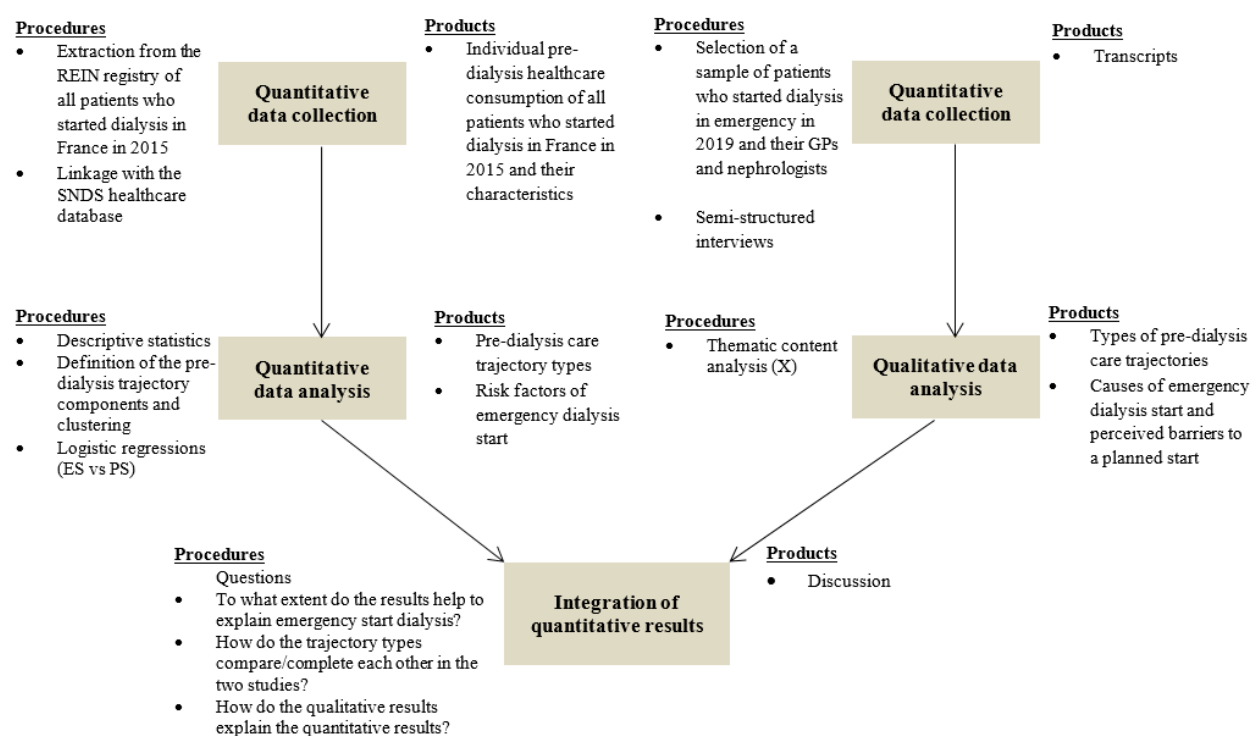 Procedures
• Extraction from the
REIN registry of
all patients who
started dialysis in
France in 2015
• Linkage with the
SNDS healthcare
database
Quantitative
data collection
Products
• Individual pre-
dialysis healthcare
consumption of all
patients who started
dialysis in France in
2015 and their
characteristics
Procedures
• Selection of a
sample of patients
who started dialysis
in emergency in
2019 and their GPs
and nephrologists
• Semi-structured
interviews
Quantitative
data collection
Products
• Transcripts
Procedures
• Descriptive statistics
• Definition of the pre-
dialysis trajectory
components and
clustering
• Logistic regressions
(ES vs PS)
Quantitative
data analysis
Products
• Pre-dialysis care
trajectory types
• Risk factors of
emergency dialysis
start
Procedures
• Thematic content
analysis (X)
Qualitative data
analysis
Products
• Types of pre-dialysis
care trajectories
• Causes of emergency
dialysis start and
perceived barriers to
a planned start
Procedures
Questions
• To what extent do the results help to
explain emergency start dialysis?
• How do the trajectory types
compare/complete each other in the
two studies?
• How do the qualitative results
explain the quantitative results?
Integration of
quantitative results
Products
• Discussion